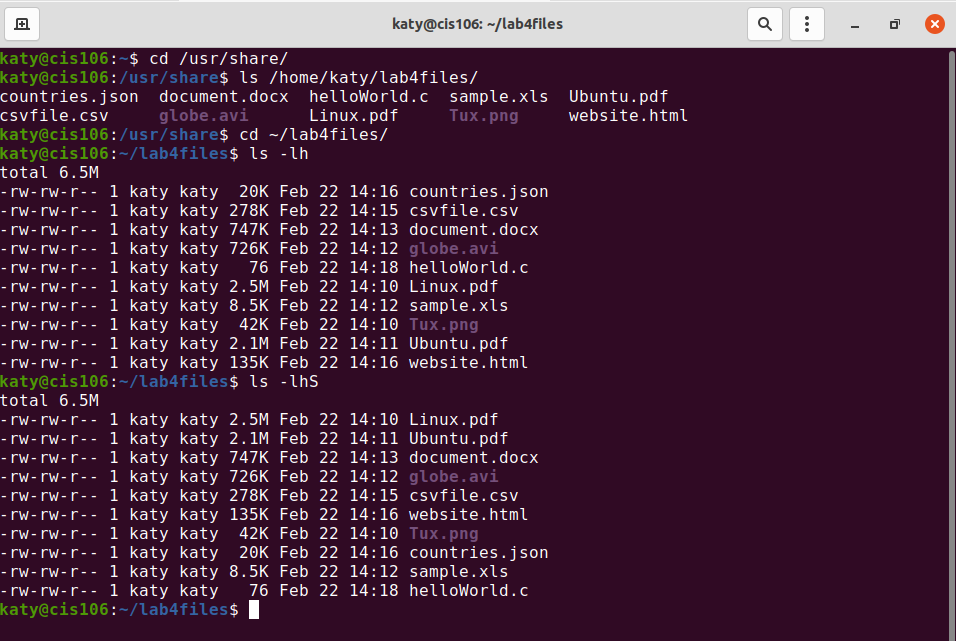 katy@cis106: ~/lab4files
katy@cis106:~$ cd /usr/share/
katy@cis106:/usr/share$ ls /home/katy/lab4files/
countries.json  document.docx  helloWorld.c  sample.xls  Ubuntu.pdf
csvfile.csv     globe.avi      Linux.pdf     Tux.png     website.html
katy@cis106:/usr/share$ cd ~/lab4files/
katy@cis106:~/lab4files$ ls -lh
total 6.5M
-rw-rw-r-- 1 katy katy  20K Feb 22 14:16 countries.json
-rw-rw-r-- 1 katy katy 278K Feb 22 14:15 csvfile.csv
-rw-rw-r-- 1 katy katy 747K Feb 22 14:13 document.docx
-rw-rw-r-- 1 katy katy 726K Feb 22 14:12 globe.avi
-rw-rw-r-- 1 katy katy   76 Feb 22 14:18 helloWorld.c
-rw-rw-r-- 1 katy katy 2.5M Feb 22 14:10 Linux.pdf
-rw-rw-r-- 1 katy katy 8.5K Feb 22 14:12 sample.xls
-rw-rw-r-- 1 katy katy  42K Feb 22 14:10 Tux.png
-rw-rw-r-- 1 katy katy 2.1M Feb 22 14:11 Ubuntu.pdf
-rw-rw-r-- 1 katy katy 135K Feb 22 14:16 website.html
katy@cis106:~/lab4files$ ls -lhS
total 6.5M
-rw-rw-r-- 1 katy katy 2.5M Feb 22 14:10 Linux.pdf
-rw-rw-r-- 1 katy katy 2.1M Feb 22 14:11 Ubuntu.pdf
-rw-rw-r-- 1 katy katy 747K Feb 22 14:13 document.docx
-rw-rw-r-- 1 katy katy 726K Feb 22 14:12 globe.avi
-rw-rw-r-- 1 katy katy 278K Feb 22 14:15 csvfile.csv
-rw-rw-r-- 1 katy katy 135K Feb 22 14:16 website.html
-rw-rw-r-- 1 katy katy  42K Feb 22 14:10 Tux.png
-rw-rw-r-- 1 katy katy  20K Feb 22 14:16 countries.json
-rw-rw-r-- 1 katy katy 8.5K Feb 22 14:12 sample.xls
-rw-rw-r-- 1 katy katy   76 Feb 22 14:18 helloWorld.c
katy@cis106:~/lab4files$